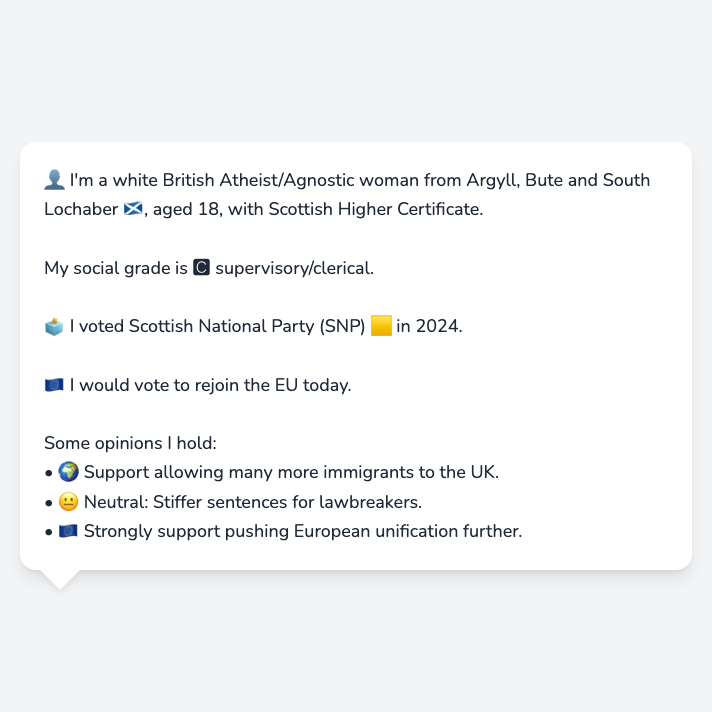 👤 I'm a white British Atheist/Agnostic woman from Argyll, Bute and South
Lochaber 🏴󠁧󠁢󠁳󠁣󠁴󠁿, aged 18, with Scottish Higher Certificate.
My social grade is 🅲 supervisory/clerical.
🗳️ I voted Scottish National Party (SNP) 🟨 in 2024.
🇪🇺 I would vote to rejoin the EU today.
Some opinions I hold:
• 🌍 Support allowing many more immigrants to the UK.
• 😐 Neutral: Stiffer sentences for lawbreakers.
• 🇪🇺 Strongly support pushing European unification further.